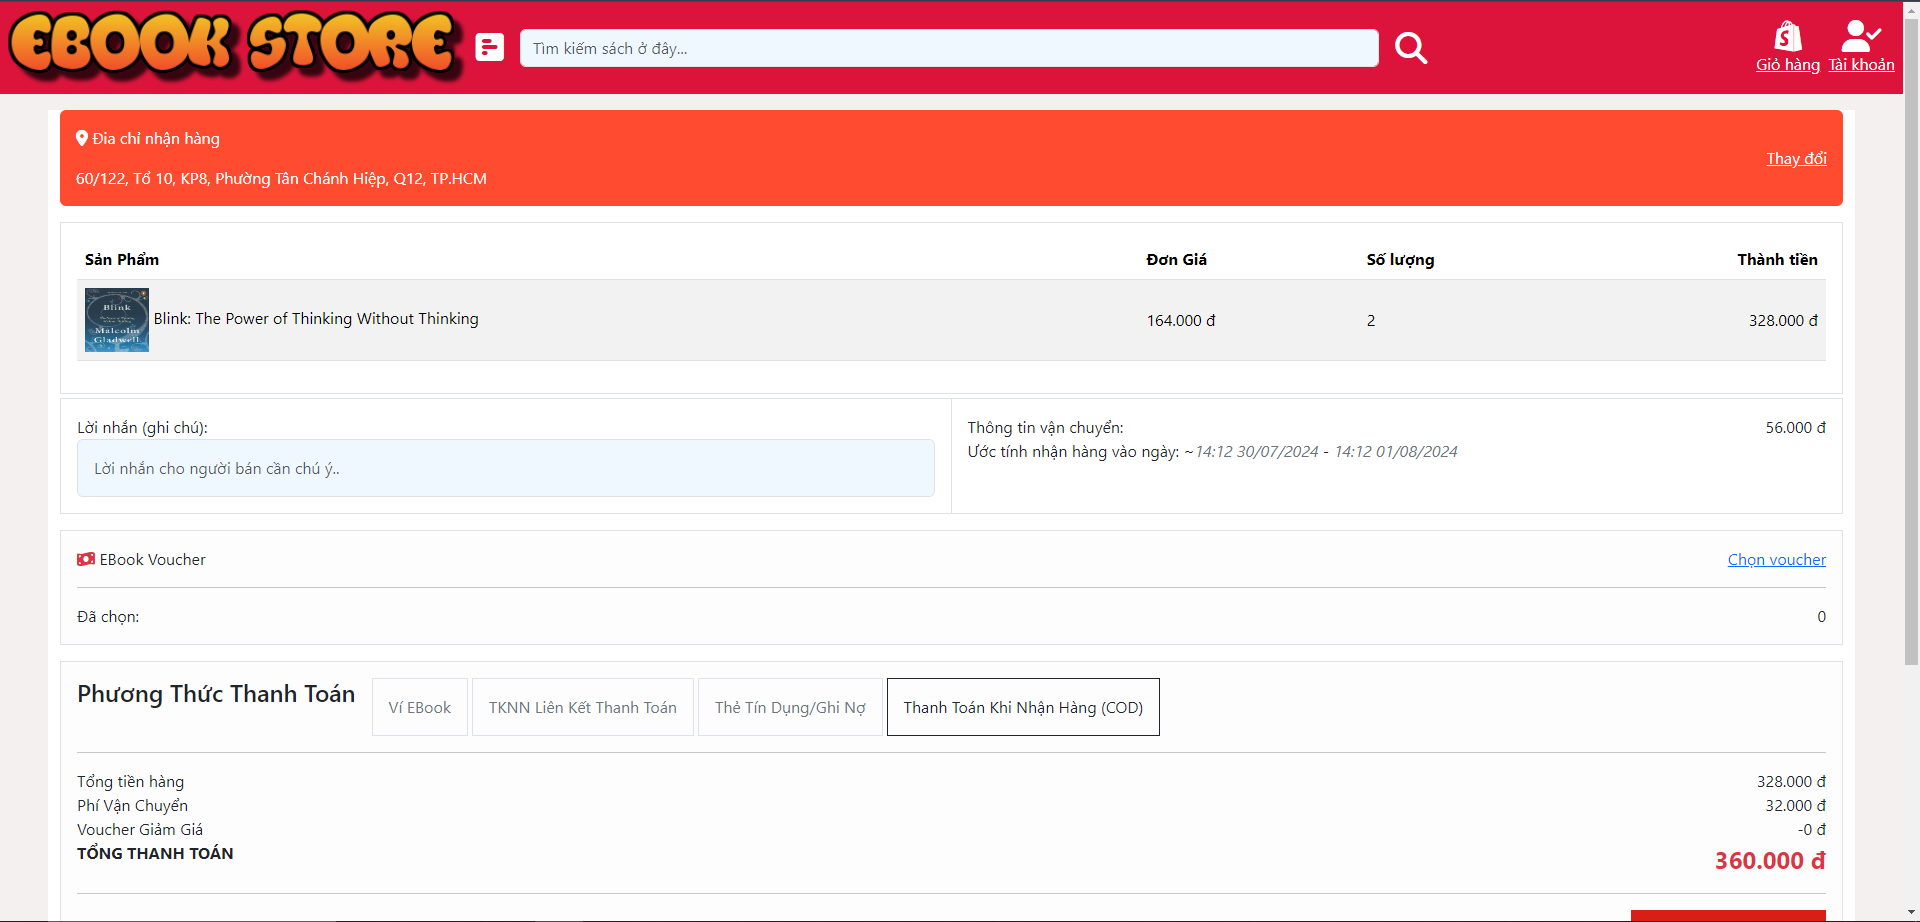 EBOOK STORE
Tìm kiếm sách ở đây...
Giỏ hàng
Tài khoản
Đia chỉ nhận hàng
60/122, Tổ 10, KP8, Phường Tân Chánh Hiệp, Q12, TP.HCM
Thay đổi
Sản Phẩm Đơn Giá Số lượng Thành tiền
Blink
Malcolm
Gladwell
Blink: The Power of Thinking Without Thinking 164.000 đ 2 328.000 đ
Lời nhắn (ghi chú):
Lời nhắn cho người bán cần chú ý..
Thông tin vận chuyển: 56.000 đ
Ước tính nhận hàng vào ngày: ~14:12 30/07/2024 - 14:12 01/08/2024
EBook Voucher Chọn voucher
Đã chọn: 0
Phương Thức Thanh Toán
Ví EBook
TKNN Liên Kết Thanh Toán
Thẻ Tín Dụng/Ghi Nợ
Thanh Toán Khi Nhận Hàng (COD)
Tổng tiền hàng 328.000 đ
Phí Vận Chuyển 32.000 đ
Voucher Giảm Giá -0 đ
TỔNG THANH TOÁN 360.000 đ